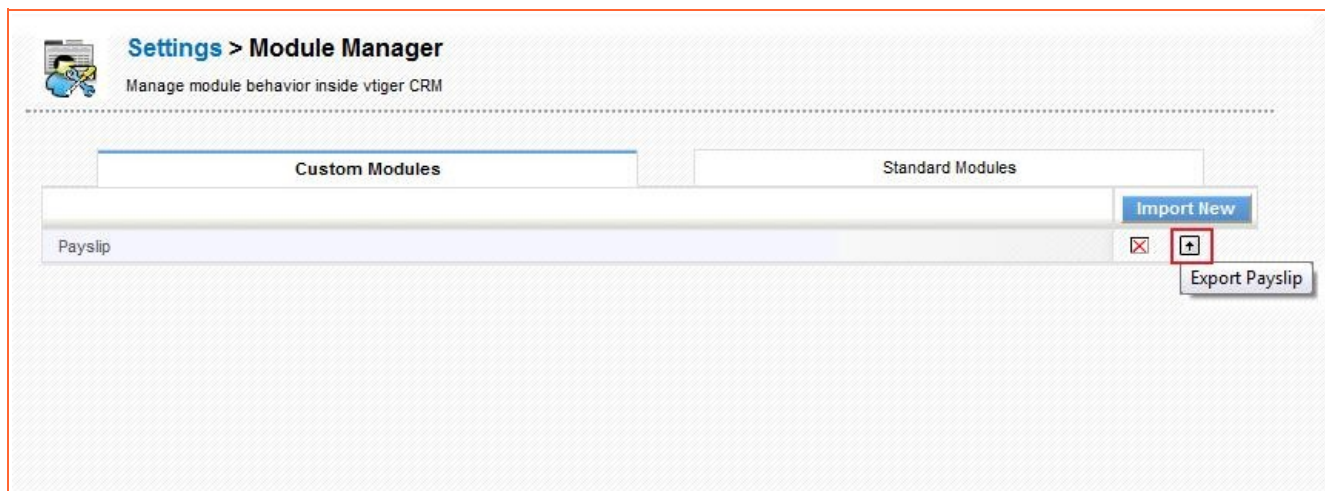 Settings > Module Manager
Manage module behavior inside vtiger CRM
Custom Modules
Standard Modules
Import New
Payslip
Export Payslip